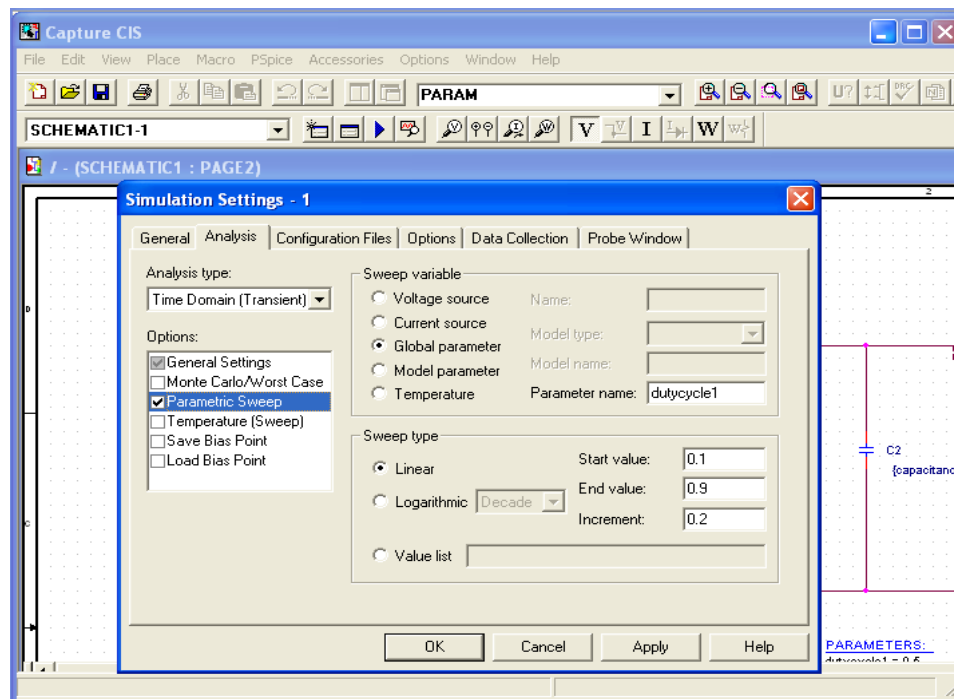 Capture CIS
File Edit View Place Macro PSpice Accessories Options Window Help
PARAM
U?
DRC
SCHEMATIC1-1
V I W
/ - (SCHEMATIC1 : PAGE2)
2
Simulation Settings - 1
General Analysis Configuration Files Options Data Collection Probe Window
Analysis type:
Time Domain (Transient)
Options:
General Settings
Monte Carlo/Worst Case
Parametric Sweep
Temperature (Sweep)
Save Bias Point
Load Bias Point
Sweep variable
Voltage source
Current source
Global parameter
Model parameter
Temperature
Name:
Model type:
Model name:
Parameter name: dutycycle1
Sweep type
Linear
Logarithmic Decade
Value list
Start value: 0.1
End value: 0.9
Increment: 0.2
OK Cancel Apply Help
D
C
C2
{capacitanc
PARAMETERS:
dutycycle1 = 0.5